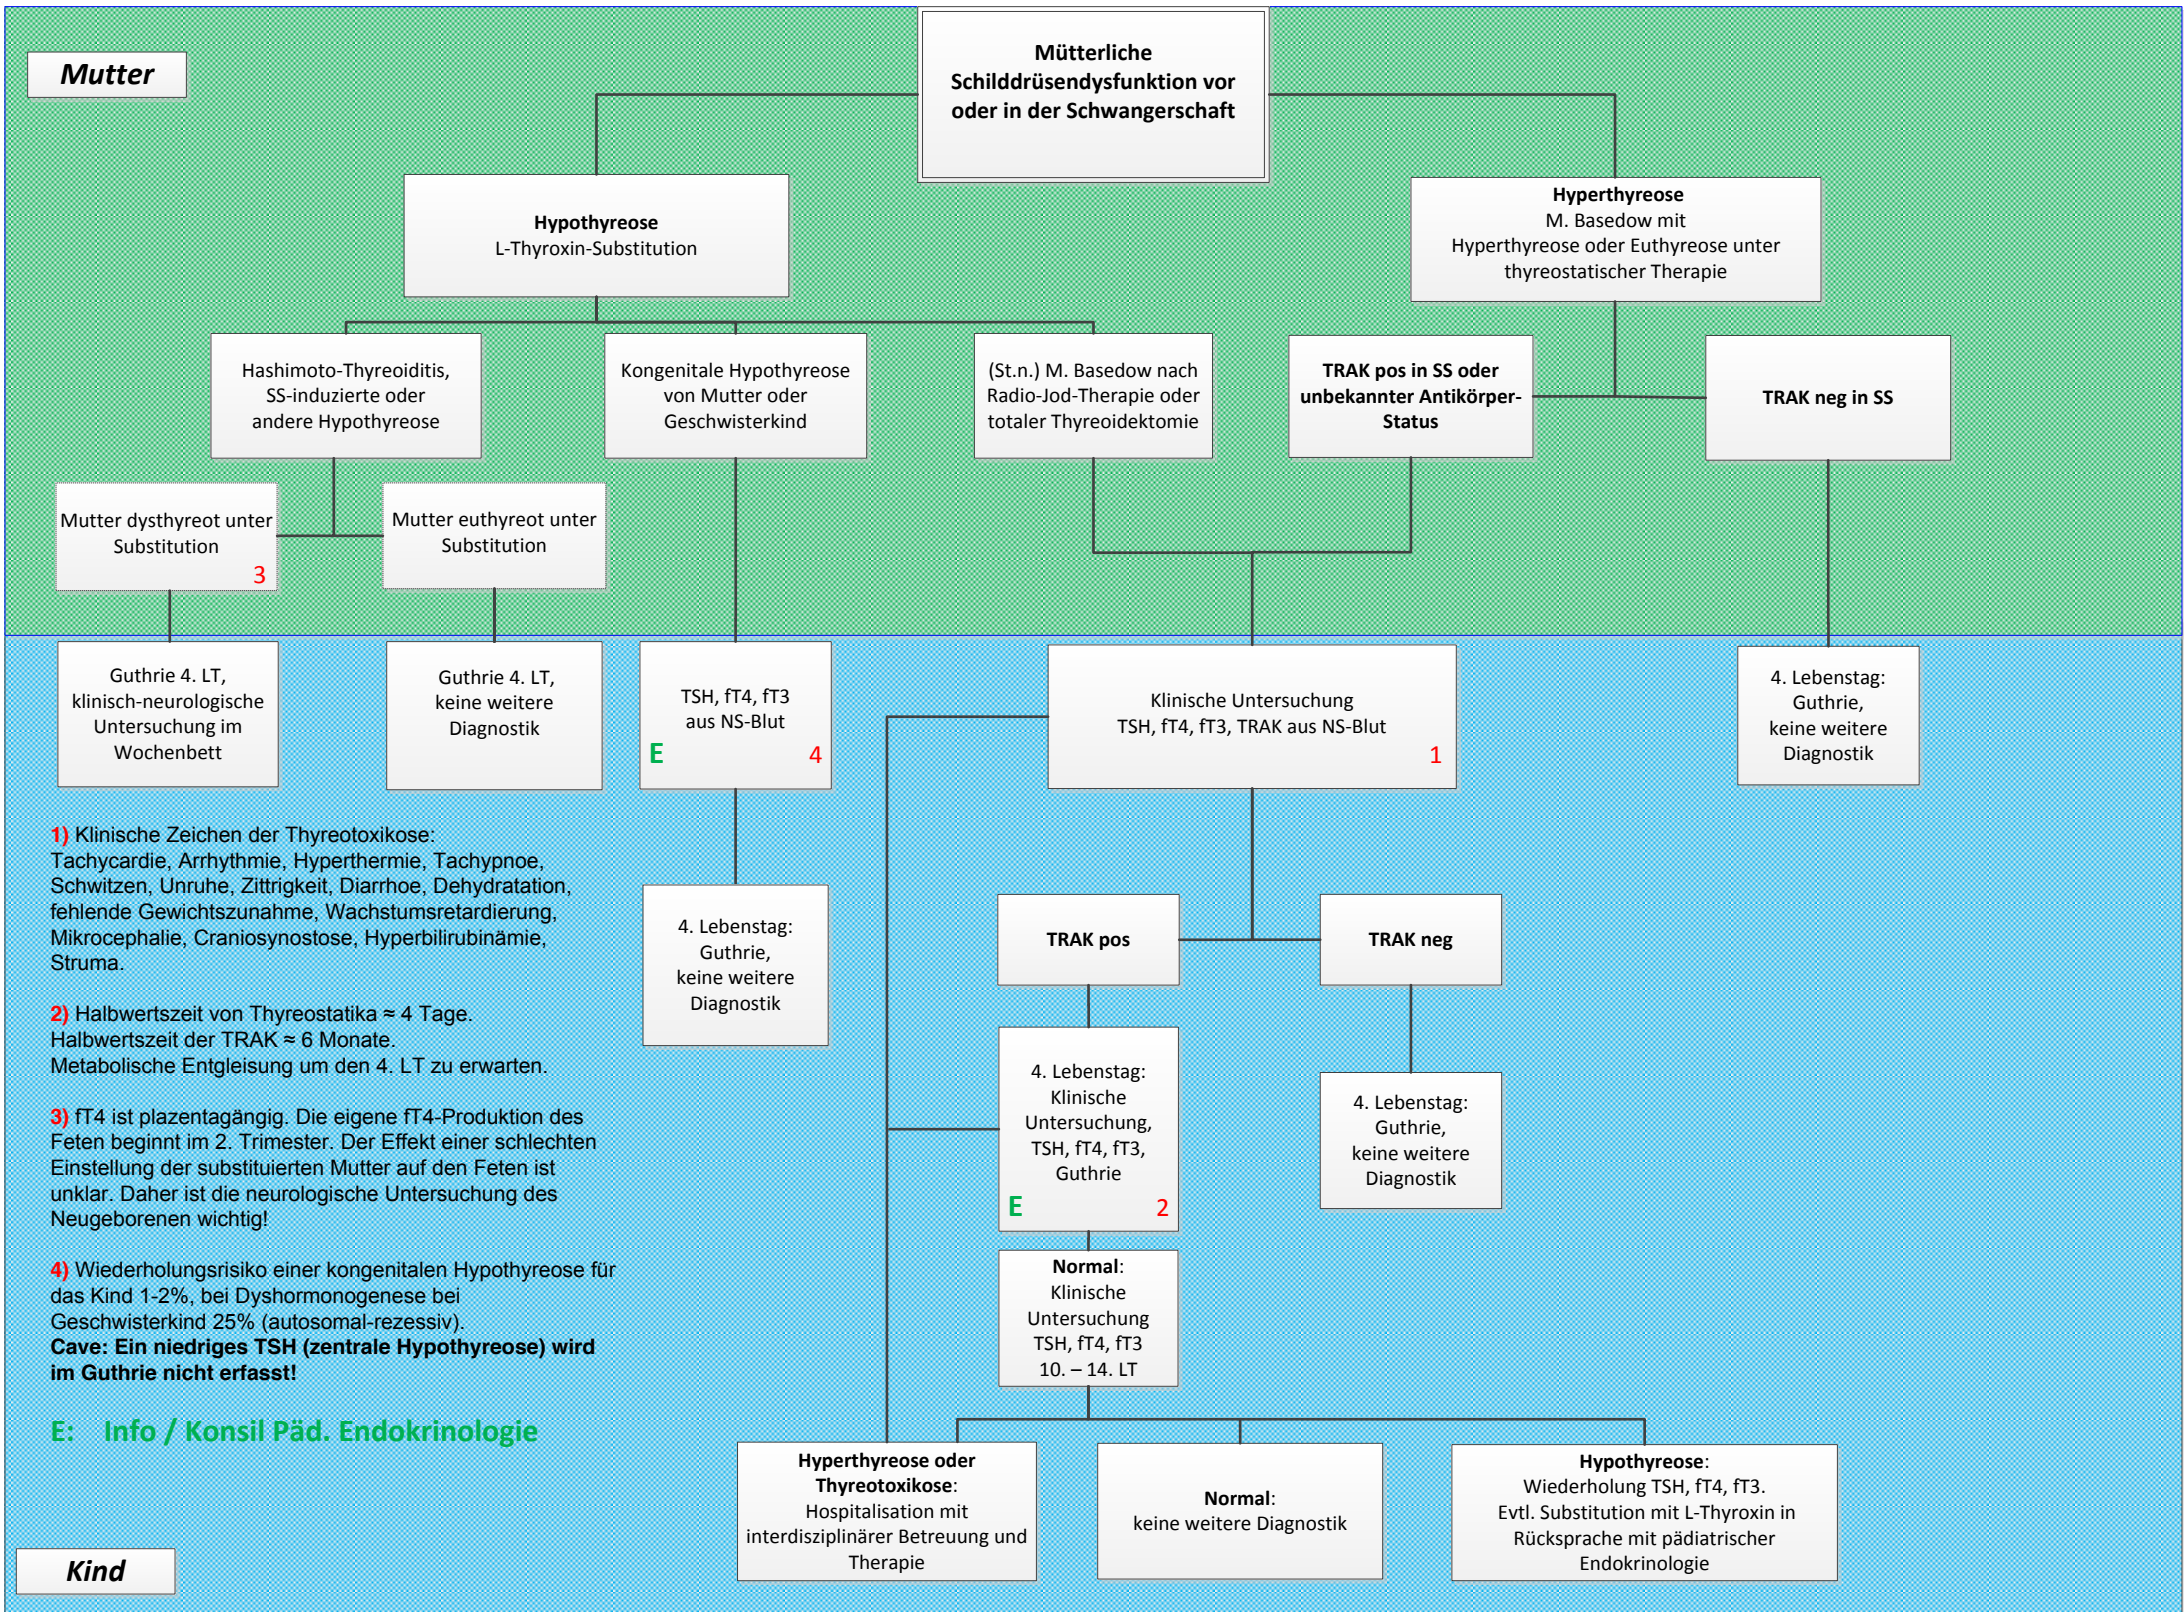 Mutter
Mütterliche
Schilddrüsendysfunktion vor
oder in der Schwangerschaft
Hypothyreose
L-Thyroxin-Substitution
Hyperthyreose
M. Basedow mit
Hyperthyreose oder Euthyreose unter
thyreostatischer Therapie
Hashimoto-Thyreoiditis,
SS-induzierte oder
andere Hypothyreose
Kongenitale Hypothyreose
von Mutter oder
Geschwisterkind
(St.n.) M. Basedow nach
Radio-Jod-Therapie oder
totaler Thyreoidektomie
TRAK pos in SS oder
unbekannter Antikörper-
Status
TRAK neg in SS
Mutter dysthyreot unter
Substitution
3
Mutter euthyreot unter
Substitution
Guthrie 4. LT,
klinisch-neurologische
Untersuchung im
Wochenbett
Guthrie 4. LT,
keine weitere
Diagnostik
TSH, fT4, fT3
aus NS-Blut
E 4
Klinische Untersuchung
TSH, fT4, fT3, TRAK aus NS-Blut
1
4. Lebenstag:
Guthrie,
keine weitere
Diagnostik
4. Lebenstag:
Guthrie,
keine weitere
Diagnostik
TRAK pos
TRAK neg
4. Lebenstag:
Klinische
Untersuchung,
TSH, fT4, fT3,
Guthrie
E 2
4. Lebenstag:
Guthrie,
keine weitere
Diagnostik
Normal:
Klinische
Untersuchung
TSH, fT4, fT3
10. – 14. LT
Hyperthyreose oder
Thyreotoxikose:
Hospitalisation mit
interdisziplinärer Betreuung und
Therapie
Normal:
keine weitere Diagnostik
Hypothyreose:
Wiederholung TSH, fT4, fT3.
Evtl. Substitution mit L-Thyroxin in
Rücksprache mit pädiatrischer
Endokrinologie
1) Klinische Zeichen der Thyreotoxikose:
Tachycardie, Arrhythmie, Hyperthermie, Tachypnoe,
Schwitzen, Unruhe, Zittrigkeit, Diarrhoe, Dehydratation,
fehlende Gewichtszunahme, Wachstumsretardierung,
Mikrocephalie, Craniosynostose, Hyperbilirubinämie,
Struma.
2) Halbwertszeit von Thyreostatika ≈ 4 Tage.
Halbwertszeit der TRAK ≈ 6 Monate.
Metabolische Entgleisung um den 4. LT zu erwarten.
3) fT4 ist plazentagängig. Die eigene fT4-Produktion des
Feten beginnt im 2. Trimester. Der Effekt einer schlechten
Einstellung der substituierten Mutter auf den Feten ist
unklar. Daher ist die neurologische Untersuchung des
Neugeborenen wichtig!
4) Wiederholungsrisiko einer kongenitalen Hypothyreose für
das Kind 1-2%, bei Dyshormonogenese bei
Geschwisterkind 25% (autosomal-rezessiv).
Cave: Ein niedriges TSH (zentrale Hypothyreose) wird
im Guthrie nicht erfasst!
E: Info / Konsil Päd. Endokrinologie
Kind